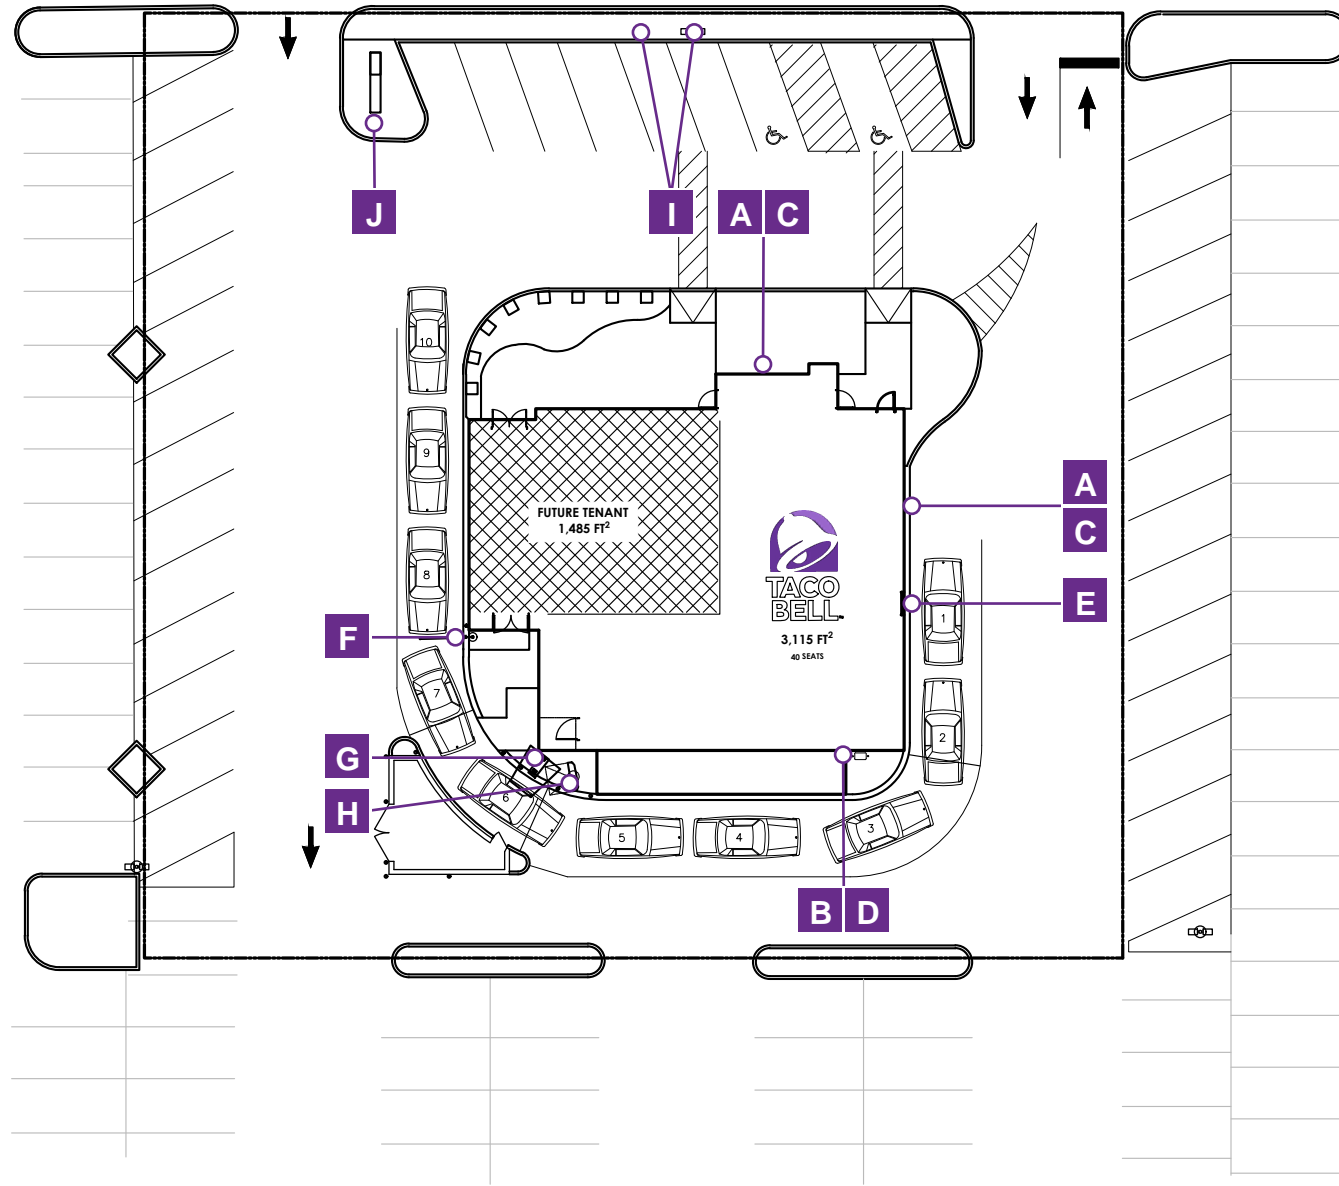 J
I
A C
10
9
FUTURE TENANT
1,485 FT²
A
C
TACO
BELL
3,115 FT²
40 SEATS
8
1
E
F
7
2
G
H
6
5
4
3
B D